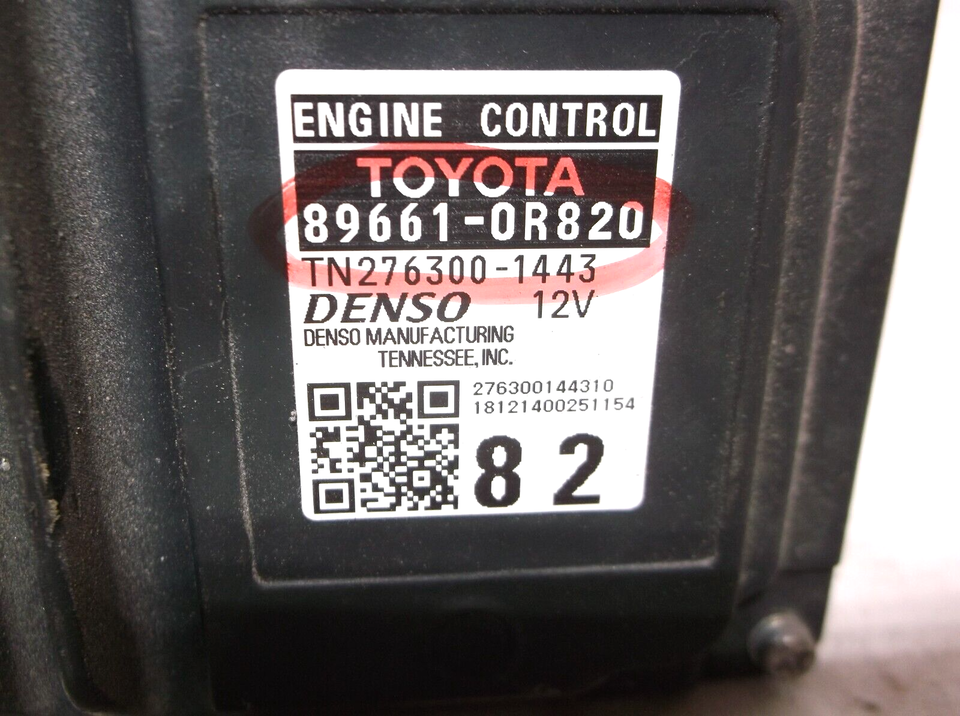 ENGINE CONTROL
TOYOTA
89661-0R820
TN276300-1443
DENSO 12V
DENSO MANUFACTURING
TENNESSEE, INC.
276300144310
18121400251154
82